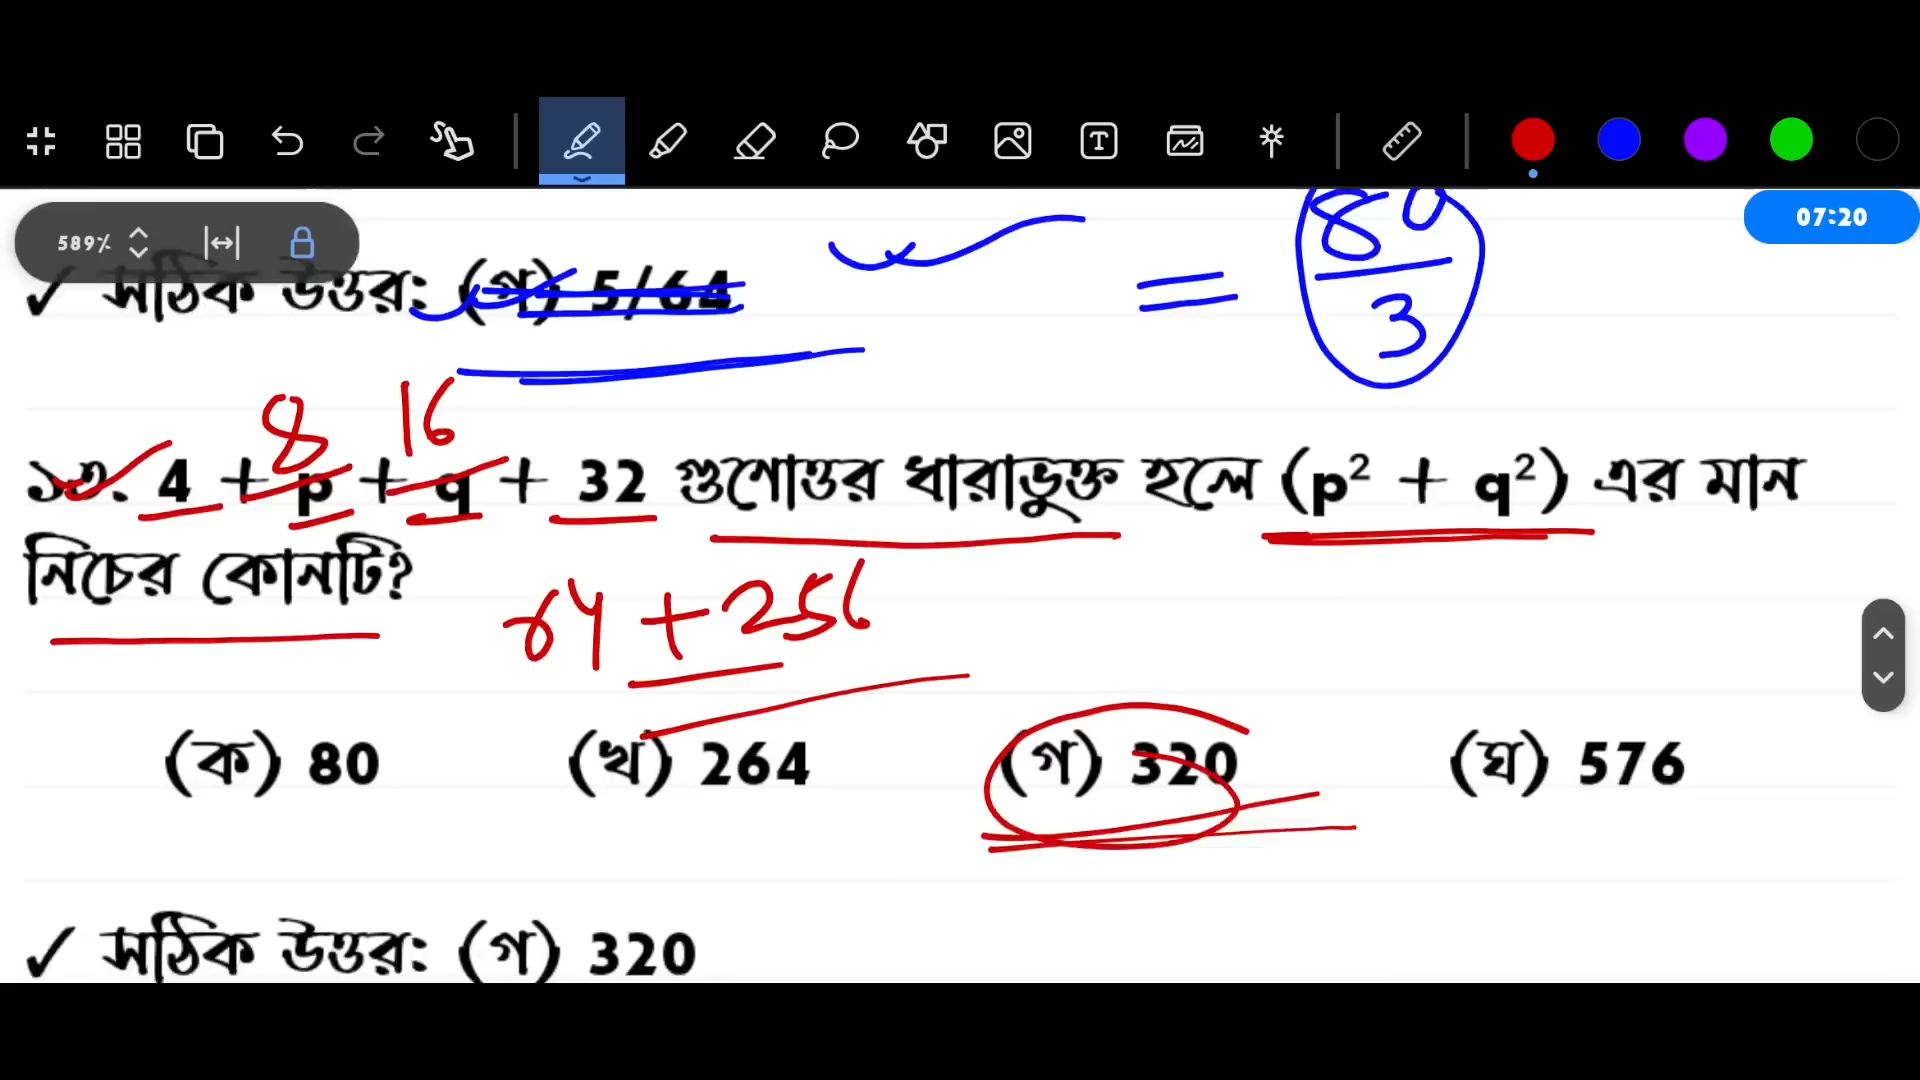 589%
07:20
80
✓ সঠিক উত্তর: (গ) 5/64
=
3
8 16
১৩. 4 + p + q + 32 গুণোত্তর ধারাভুক্ত হলে (p² + q²) এর মান
নিচের কোনটি?
64 + 256
(ক) 80 (খ) 264 (গ) 320 (ঘ) 576
✓ সঠিক উত্তর: (গ) 320